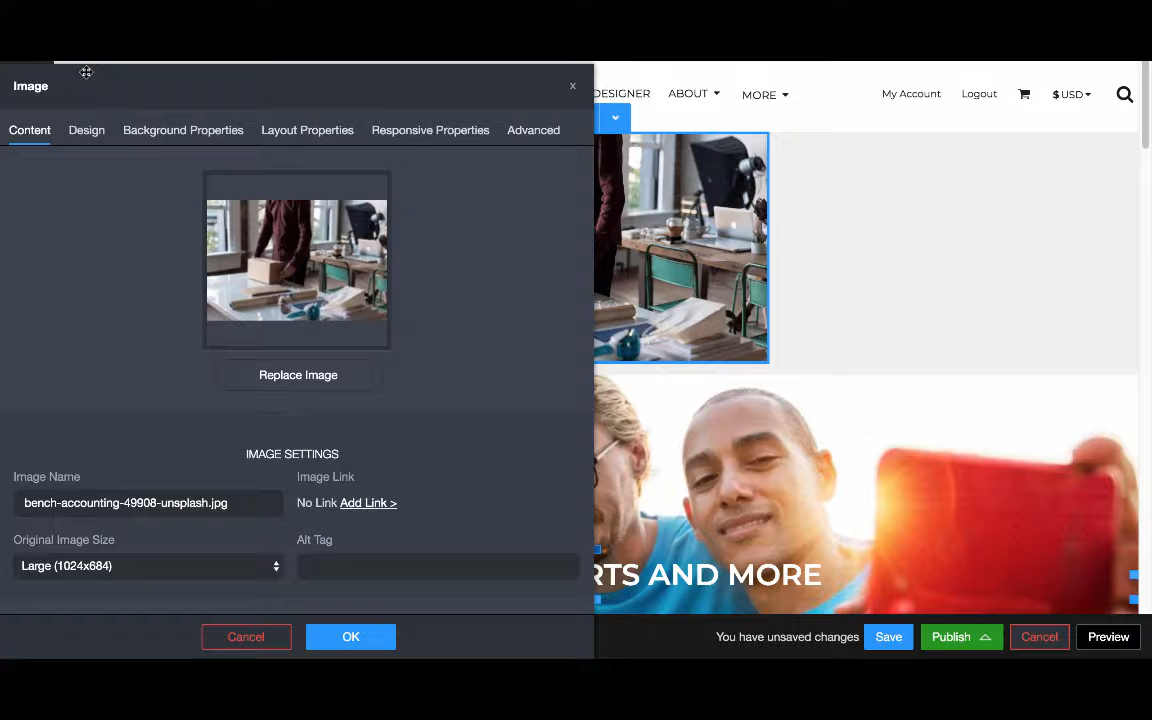 Image
x
Content Design Background Properties Layout Properties Responsive Properties Advanced
Replace Image
IMAGE SETTINGS
Image Name
Image Link
bench-accounting-49908-unsplash.jpg
No Link Add Link >
Original Image Size
Alt Tag
Large (1024x684)
Cancel
OK
DESIGNER ABOUT MORE My Account Logout $ USD
RTS AND MORE
You have unsaved changes Save Publish Cancel Preview